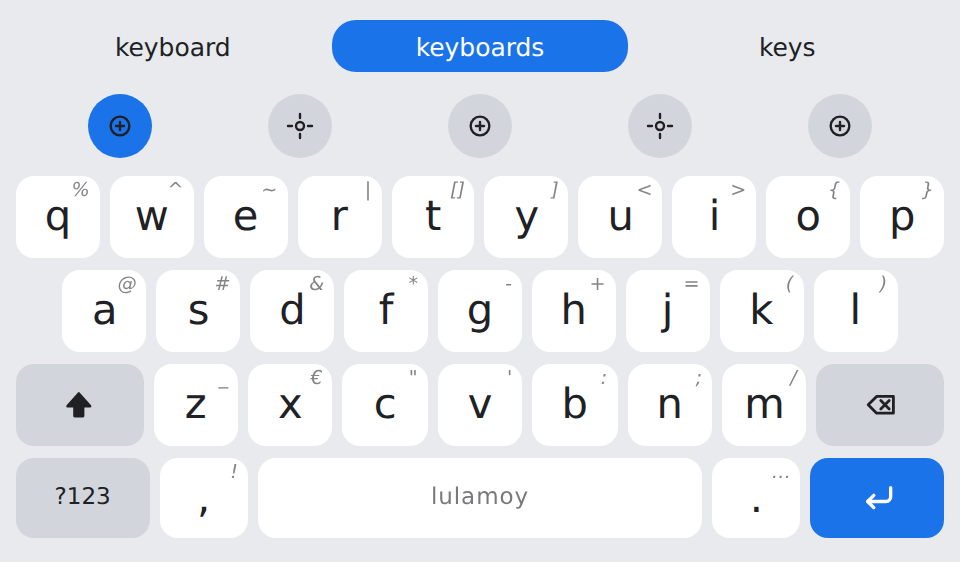 keyboard keyboards keys
% ^ ~ | [] ] < > { }
q w e r t y u i o p
@ # & * - + = ( )
a s d f g h j k l
_ € " ' : ; /
z x c v b n m
! ...
?123 , lulamoy .